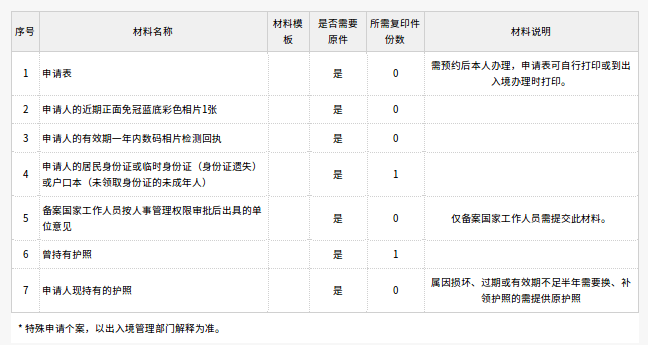 序号 材料名称 材料模板 是否需要原件 所需复印件份数 材料说明
1 申请表 是 0 需预约后本人办理，申请表可自行打印或到出入境办理时打印。
2 申请人的近期正面免冠蓝底彩色相片1张 是 0
3 申请人的有效期一年内数码相片检测回执 是 0
4 申请人的居民身份证或临时身份证（身份证遗失）或户口本（未领取身份证的未成年人） 是 1
5 备案国家工作人员按人事管理权限审批后出具的单位意见 是 0 仅备案国家工作人员需提交此材料。
6 曾持有护照 是 1
7 申请人现持有的护照 是 0 属因损坏、过期或有效期不足半年需要换、补领护照的需提供原护照
* 特殊申请个案，以出入境管理部门解释为准。